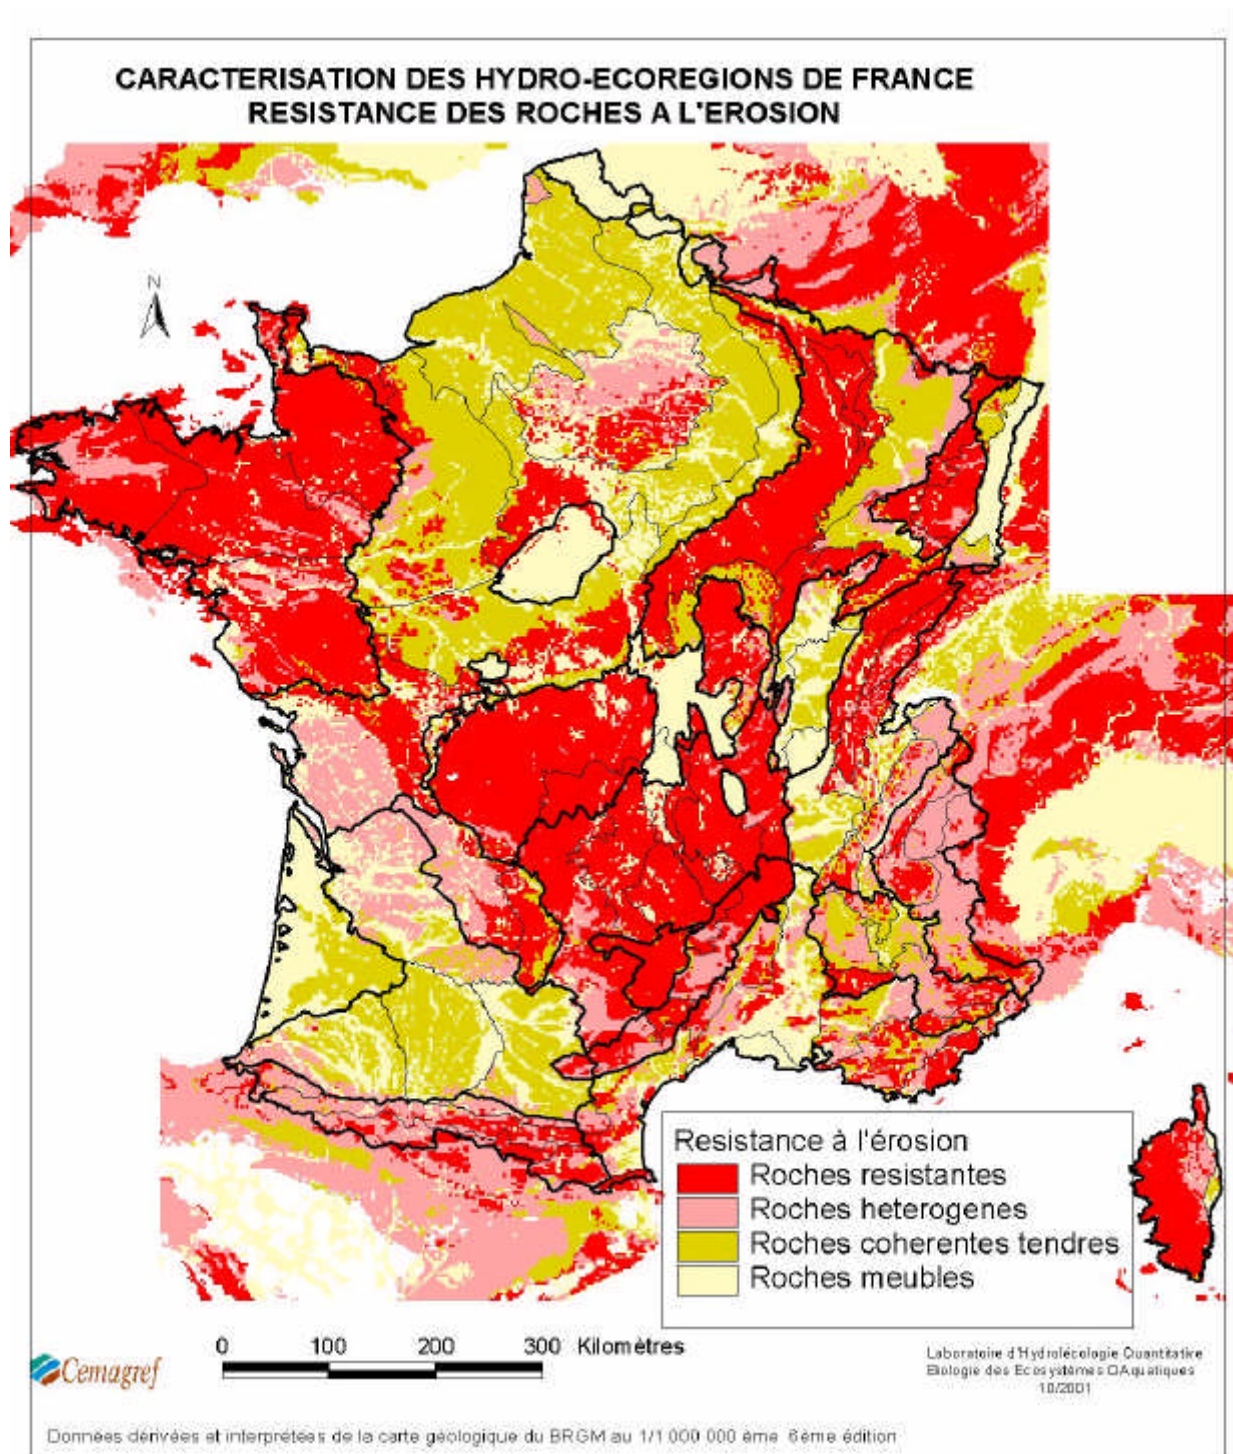 CARACTERISATION DES HYDRO-ECOREGIONS DE FRANCE
RESISTANCE DES ROCHES A L'EROSION
N
Resistance à l'érosion
Roches resistantes
Roches heterogenes
Roches coherentes tendres
Roches meubles
0 100 200 300 Kilomètres
Cemagref
Laboratoire d'Hydrolécologie Quantitative
Biologie des Ecosystèmes OAquatiques
10/2001
Données dérivées et interprétées de la carte géologique du BRGM au 1/1 000 000 ème 6ème édition